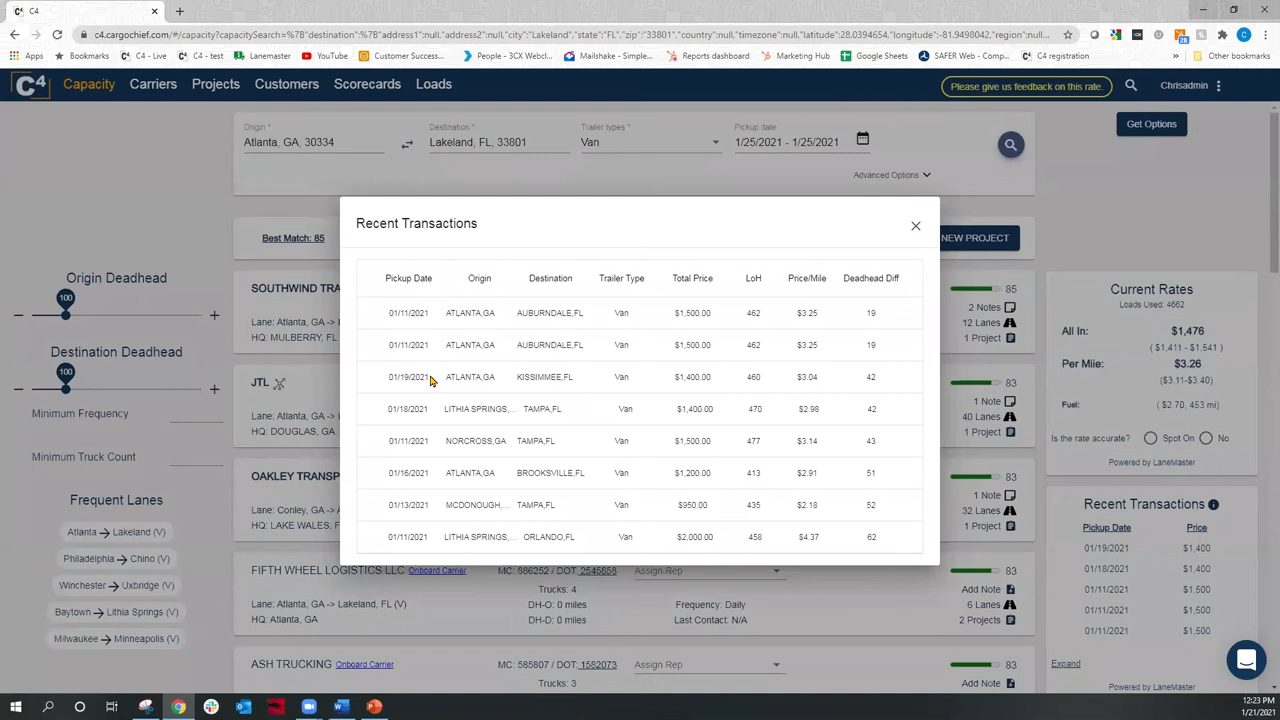 C4
c4.cargochief.com/#/capacity?capacitySearch=%7B"destination":"address1":null,"address2":null,"city":"Lakeland","state":"FL","zip":"33801","country":null,"timezone":null,"latitude":28.0394654,"longitude":-81.9498042,"region":null...
Apps Bookmarks C4 - Live C4 - test Lanemaster YouTube Customer Success... People - 3CX Webcl... Mailshake - Simple... Reports dashboard Marketing Hub Google Sheets SAFER Web - Comp... C4 registration » Other bookmarks
C4 Capacity Carriers Projects Customers Scorecards Loads Please give us feedback on this rate. Chrisadmin
Origin * Destination * Trailer types * Pickup date
Atlanta, GA, 30334 Lakeland, FL, 33801 Van 1/25/2021 - 1/25/2021
Get Options
Advanced Options
Recent Transactions
Best Match: 85 NEW PROJECT
Pickup Date Origin Destination Trailer Type Total Price LoH Price/Mile Deadhead Diff
01/11/2021 ATLANTA,GA AUBURNDALE,FL Van $1,500.00 462 $3.25 19
01/11/2021 ATLANTA,GA AUBURNDALE,FL Van $1,500.00 462 $3.25 19
01/19/2021 ATLANTA,GA KISSIMMEE,FL Van $1,400.00 460 $3.04 42
01/18/2021 LITHIA SPRINGS,... TAMPA,FL Van $1,400.00 470 $2.98 42
01/11/2021 NORCROSS,GA TAMPA,FL Van $1,500.00 477 $3.14 43
01/16/2021 ATLANTA,GA BROOKSVILLE,FL Van $1,200.00 413 $2.91 51
01/13/2021 MCDONOUGH,... TAMPA,FL Van $950.00 435 $2.18 52
01/11/2021 LITHIA SPRINGS,... ORLANDO,FL Van $2,000.00 458 $4.37 62
Origin Deadhead
100
Destination Deadhead
100
Minimum Frequency
Minimum Truck Count
Frequent Lanes
Atlanta → Lakeland (V)
Philadelphia → Chino (V)
Winchester → Uxbridge (V)
Baytown → Lithia Springs (V)
Milwaukee → Minneapolis (V)
SOUTHWIND TRA 85
2 Notes
Lane: Atlanta, GA -> L 12 Lanes
HQ: MULBERRY, F 1 Project
JTL 83
1 Note
Lane: Atlanta, GA -> L 40 Lanes
HQ: DOUGLAS, GA 1 Project
OAKLEY TRANSP 83
1 Note
Lane: Conley, GA -> 32 Lanes
HQ: LAKE WALES, F 1 Project
FIFTH WHEEL LOGISTICS LLC Onboard Carrier MC: 886252 / DOT: 2545858 Assign Rep 83
Trucks: 4 Add Note
Lane: Atlanta, GA -> Lakeland, FL (V) DH-O: 0 miles Frequency: Daily 6 Lanes
HQ: Atlanta, GA DH-D: 0 miles Last Contact: N/A 2 Projects
ASH TRUCKING Onboard Carrier MC: 585807 / DOT: 1582073 Assign Rep 83
Trucks: 3 Add Note
Current Rates
Loads Used: 4662
All In: $1,476
( $1,411 - $1,541 )
Per Mile: $3.26
($3.11-$3.40)
Fuel: ( $2.70, 453 mi)
Is the rate accurate? Spot On No
Powered by LaneMaster
Recent Transactions
Pickup Date Price
01/19/2021 $1,400
01/18/2021 $1,400
01/11/2021 $1,500
01/11/2021 $1,500
01/11/2021 $1,500
Expand
Powered by LaneMaster
12:23 PM
1/21/2021